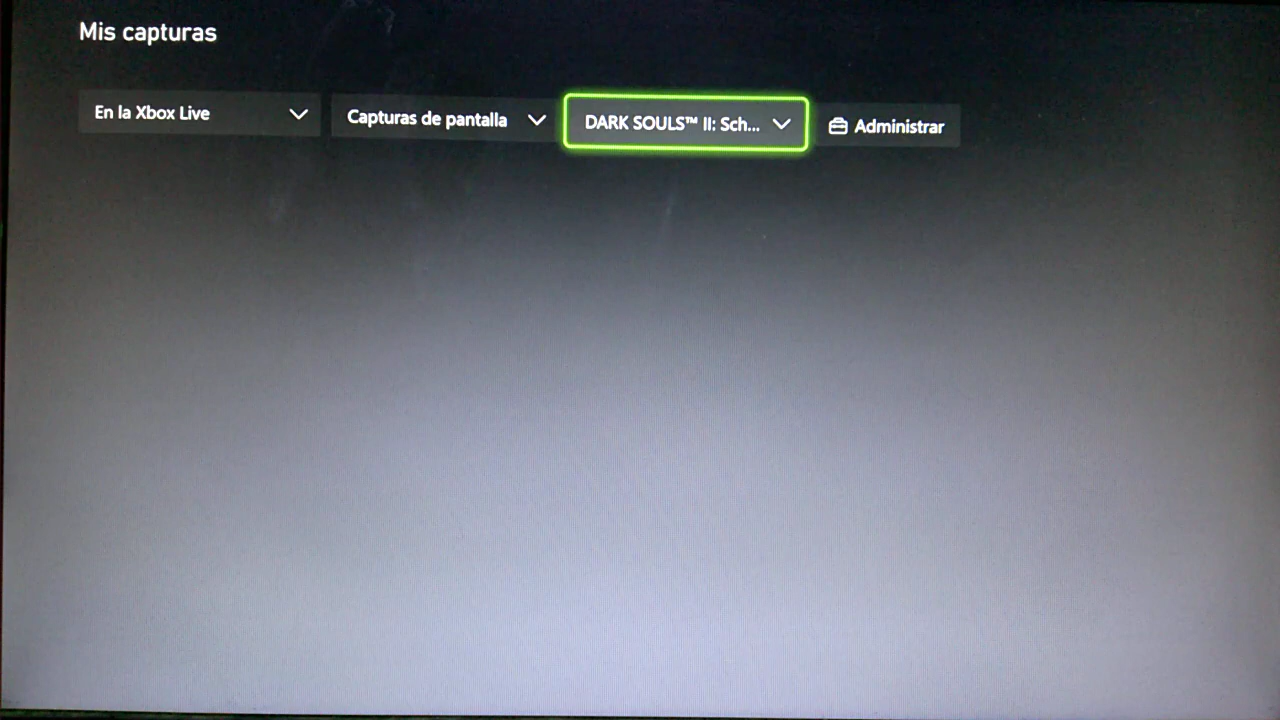 Mis capturas
En la Xbox Live
Capturas de pantalla
DARK SOULS™ II: Sch...
Administrar